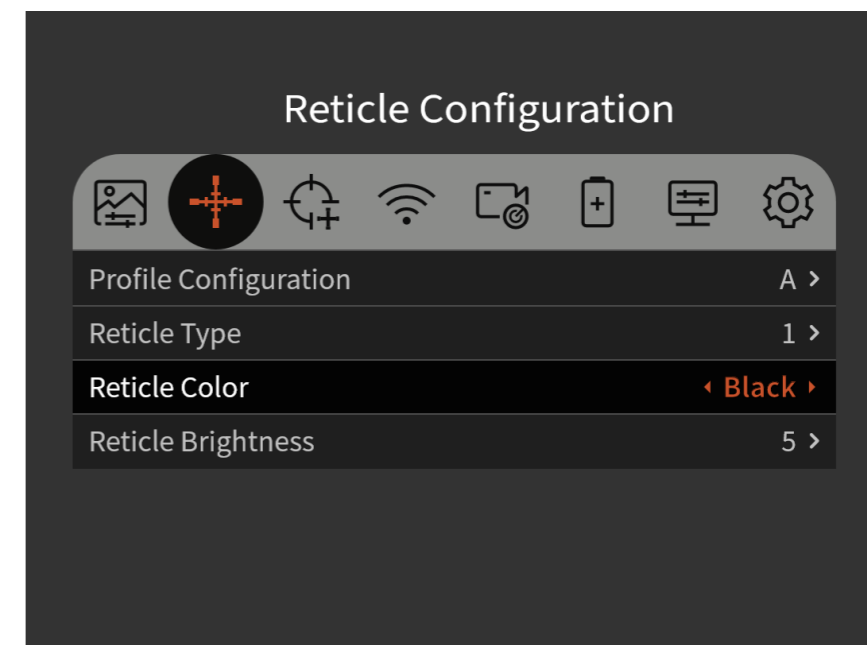 Reticle Configuration
Profile Configuration A >
Reticle Type 1 >
Reticle Color Black
Reticle Brightness 5 >